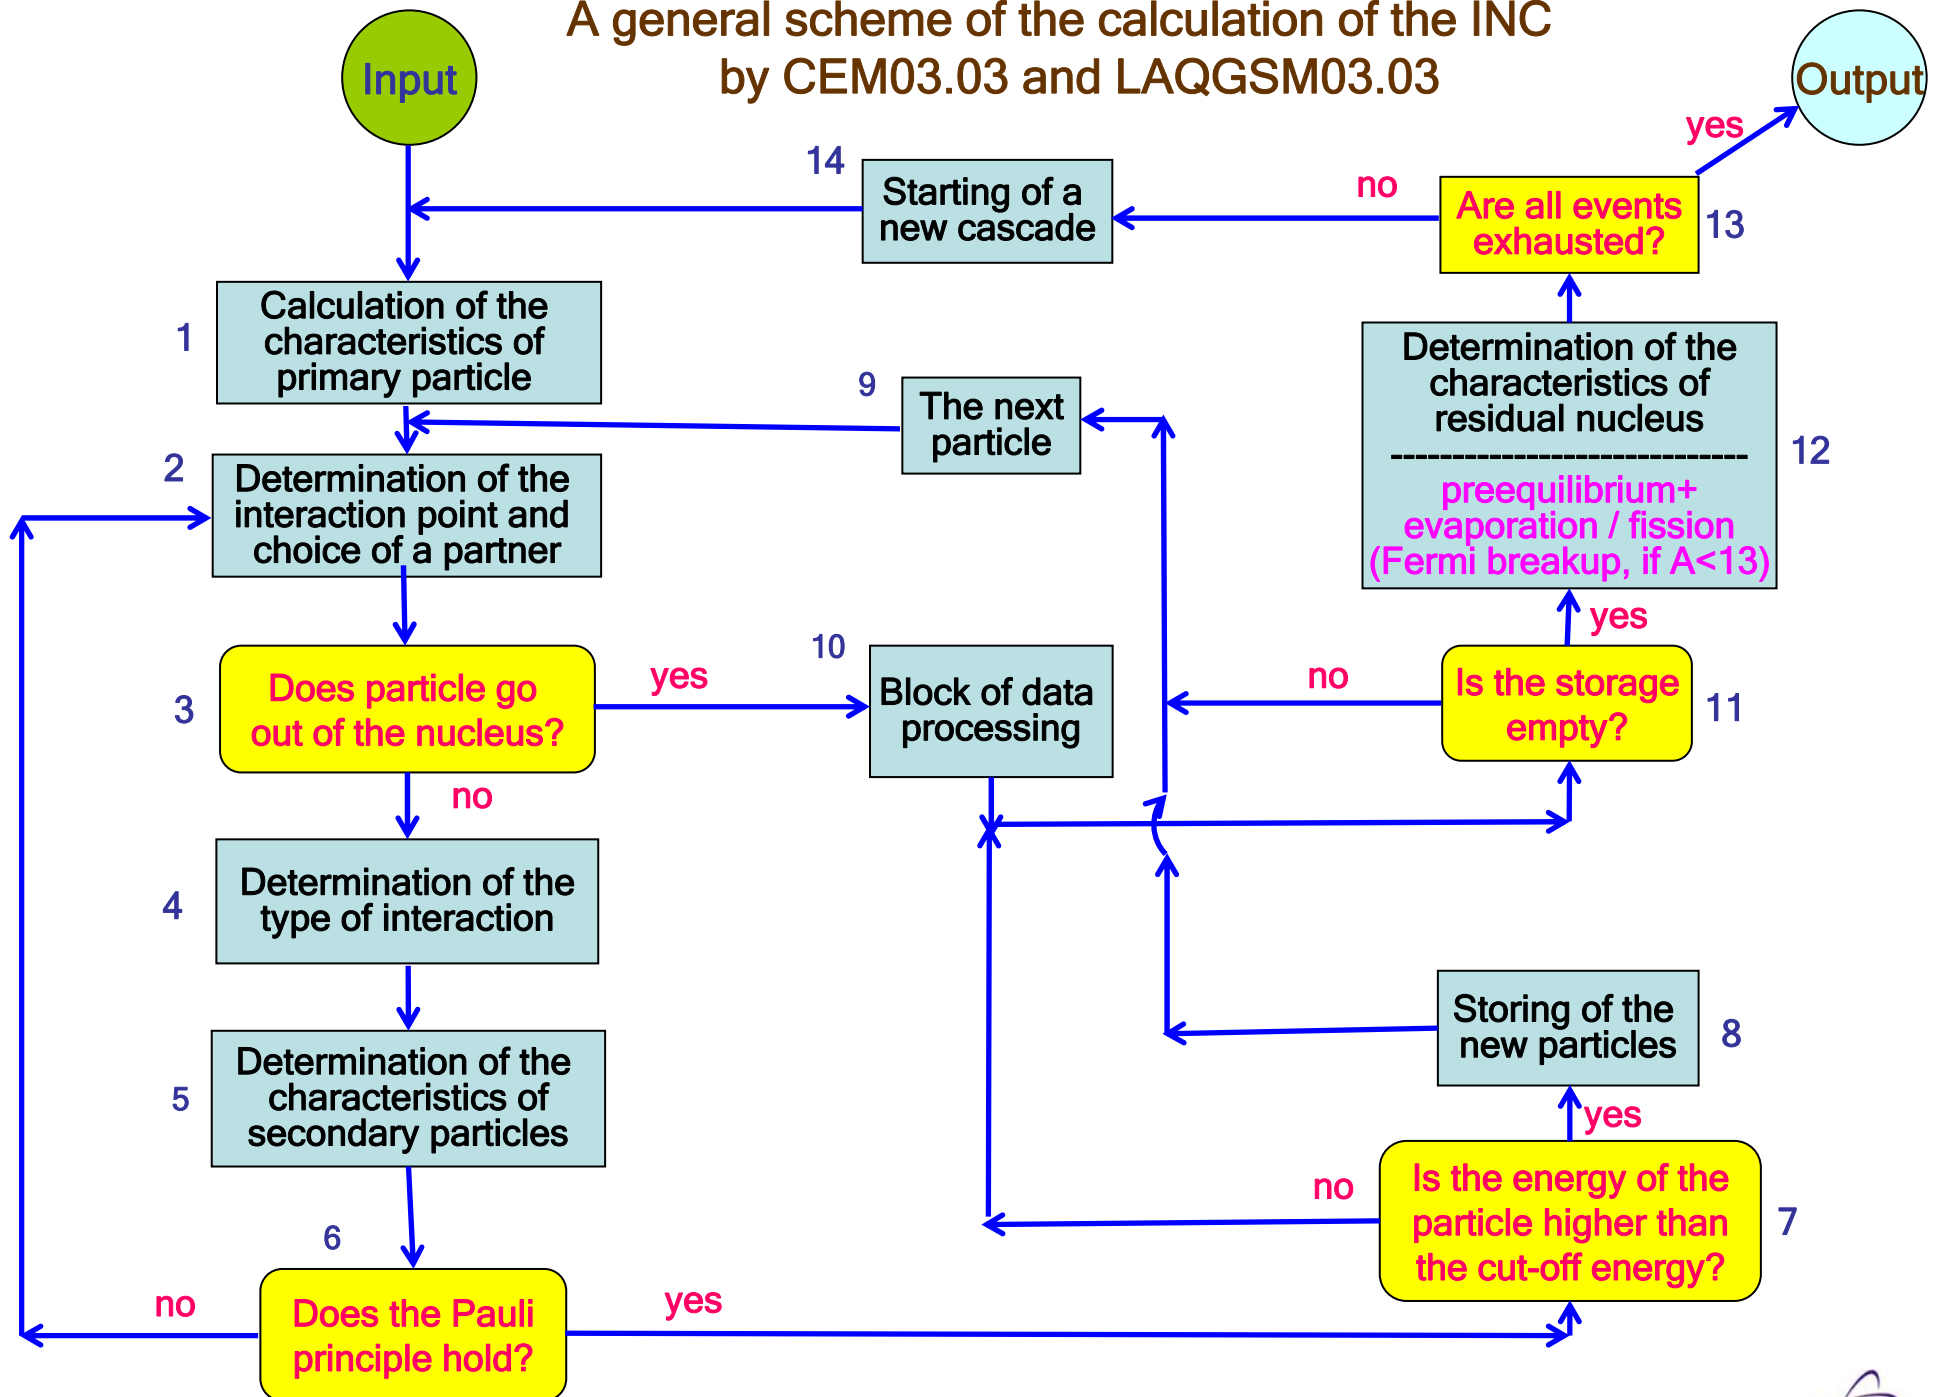 A general scheme of the calculation of the INC
by CEM03.03 and LAQGSM03.03
Input
Output
yes
14
Starting of a
new cascade
no
Are all events
exhausted?
13
1
Calculation of the
characteristics of
primary particle
9
The next
particle
Determination of the
characteristics of
residual nucleus
-----------------------------
preequilibrium+
evaporation / fission
(Fermi breakup, if A<13)
12
2
Determination of the
interaction point and
choice of a partner
yes
3
Does particle go
out of the nucleus?
yes
10
Block of data
processing
no
Is the storage
empty?
11
no
4
Determination of the
type of interaction
5
Determination of the
characteristics of
secondary particles
Storing of the
new particles
8
yes
6
Does the Pauli
principle hold?
no
yes
no
Is the energy of the
particle higher than
the cut-off energy?
7